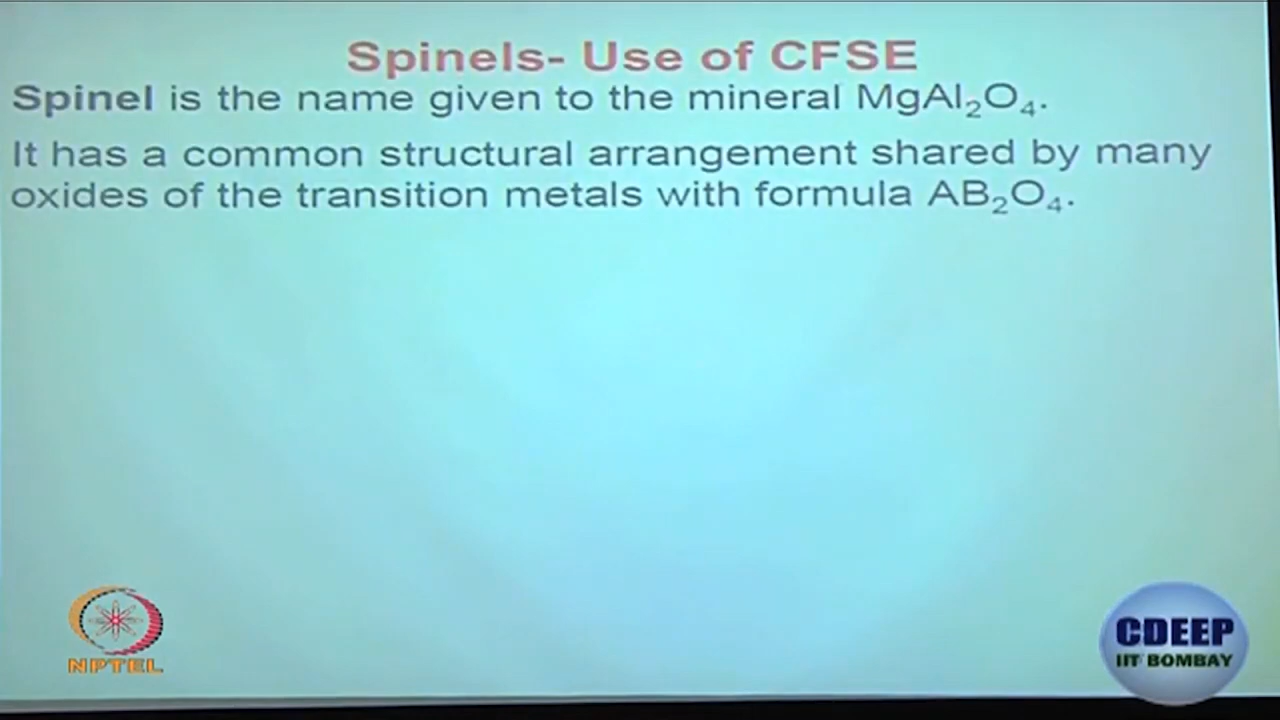 Spinels- Use of CFSE
Spinel is the name given to the mineral MgAl₂O₄.
It has a common structural arrangement shared by many
oxides of the transition metals with formula AB₂O₄.
NPTEL
CDEEP
IIT BOMBAY